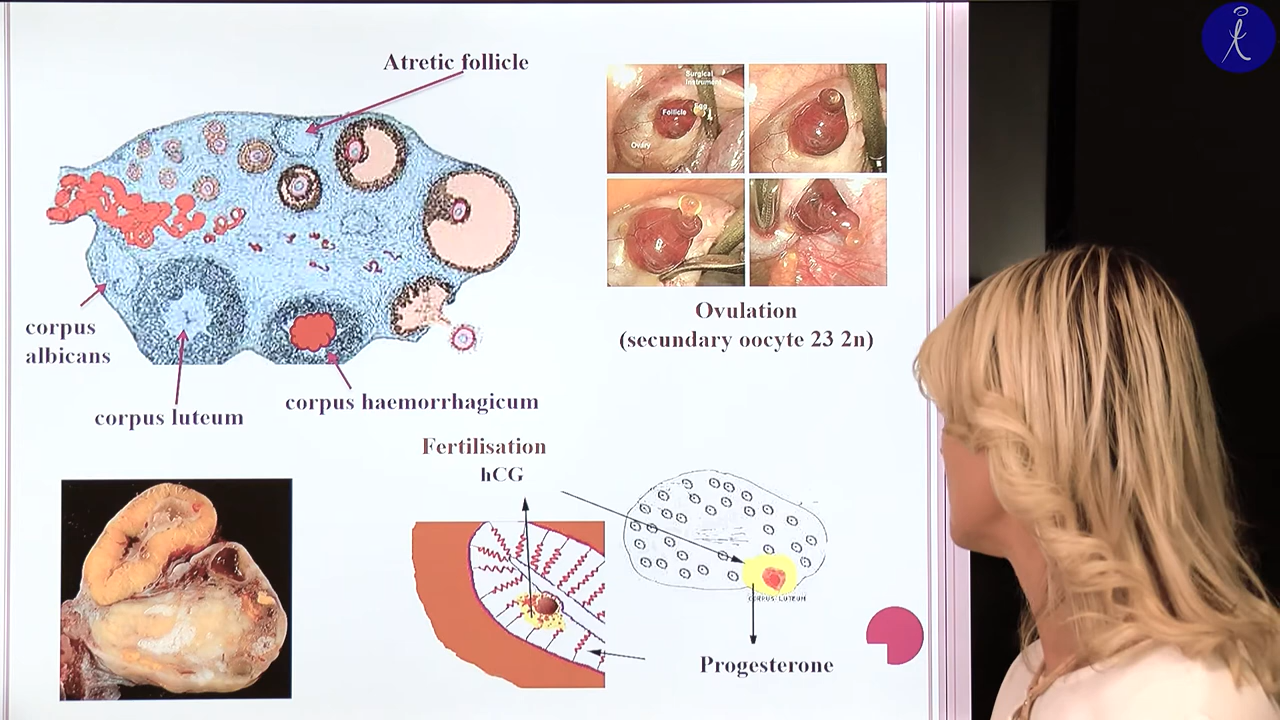 Atretic follicle
Surgical
Instrument
Egg
Follicle
Ovary
corpus
albicans
Ovulation
(secundary oocyte 23 2n)
corpus luteum
corpus haemorrhagicum
Fertilisation
hCG
CORPUS LUTEUM
Progesterone